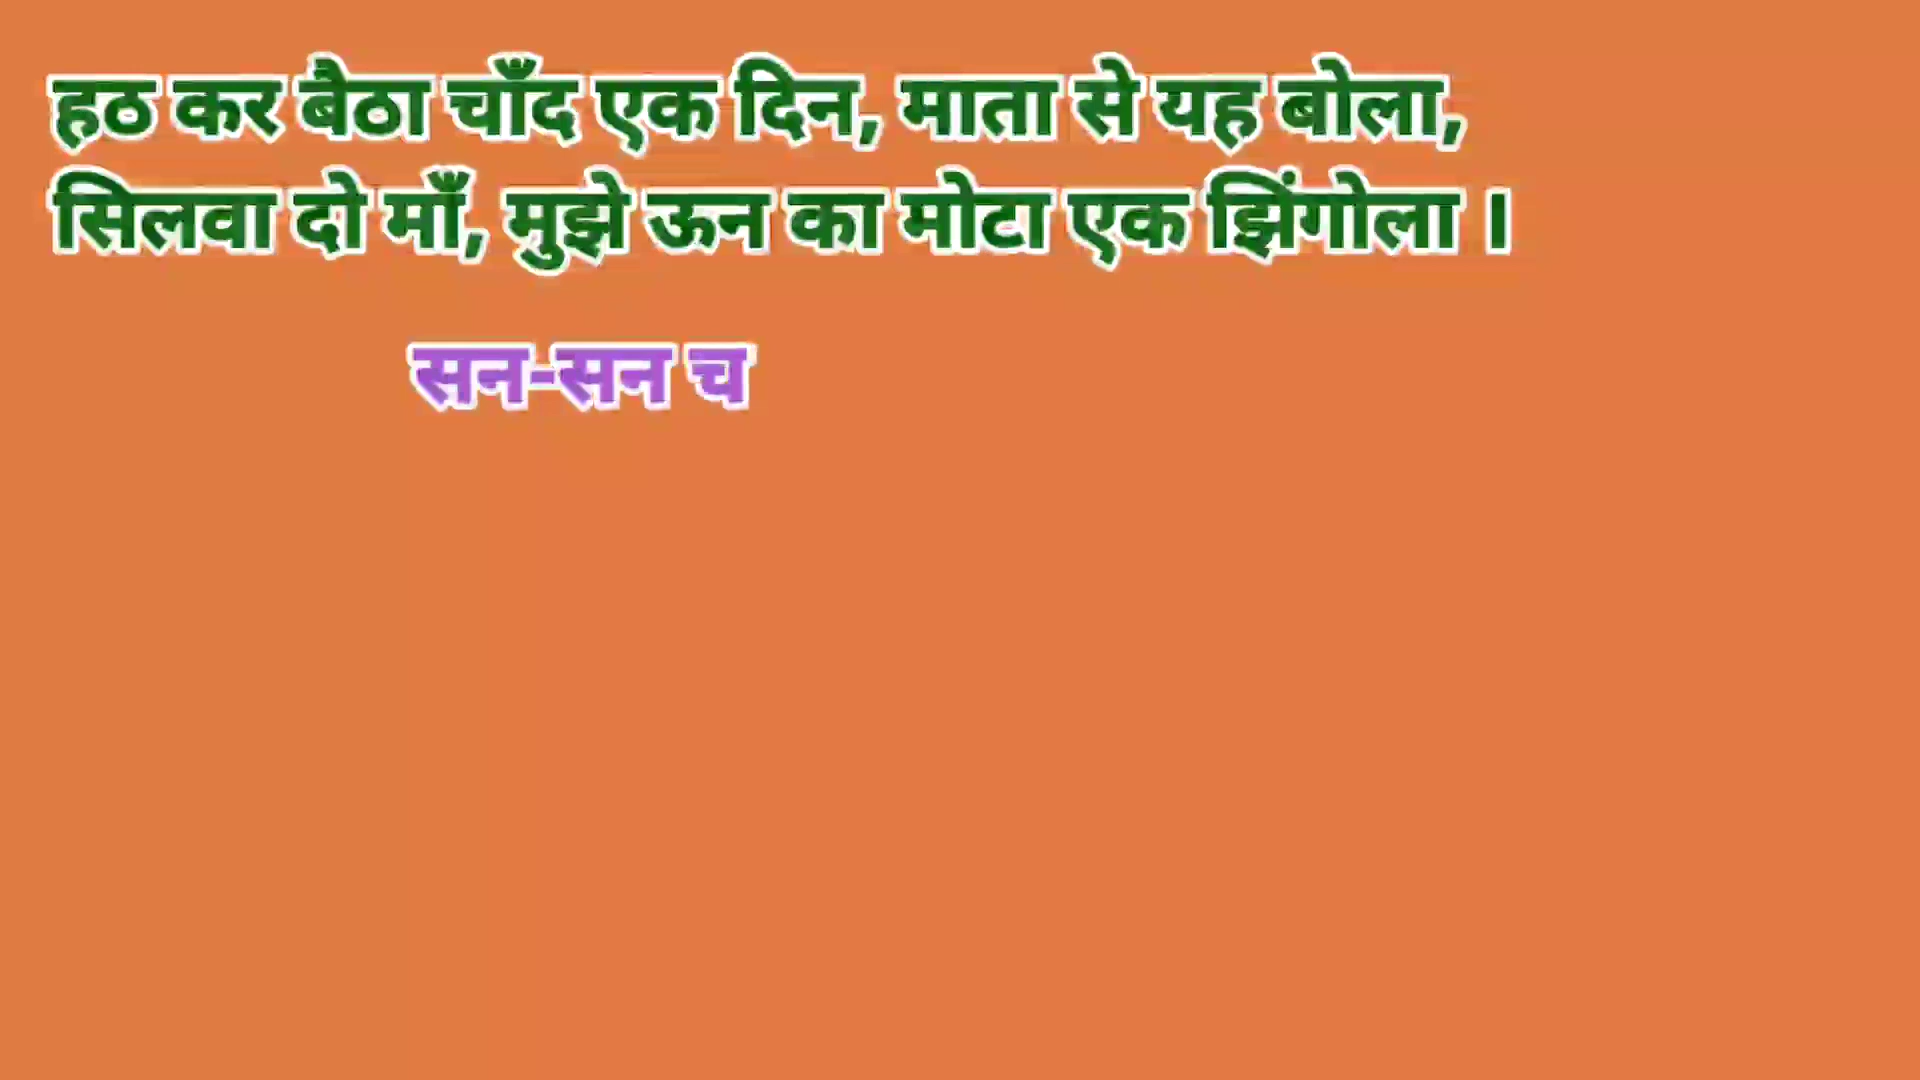 हठ कर बैठा चाँद एक दिन, माता से यह बोला,
सिलवा दो माँ, मुझे ऊन का मोटा एक झिंगोला ।
सन-सन च